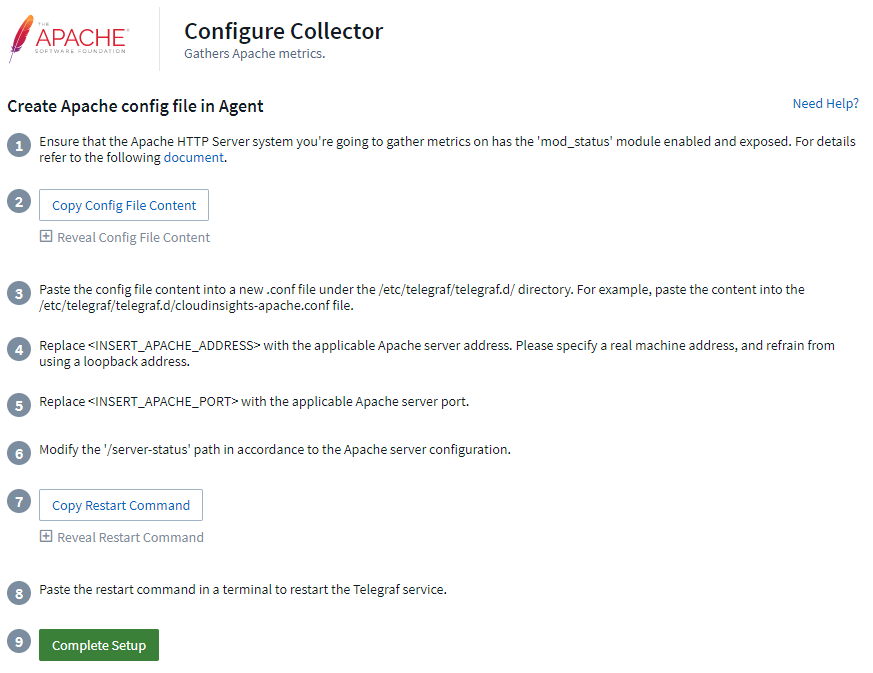 THE
APACHE®
SOFTWARE FOUNDATION
Configure Collector
Gathers Apache metrics.
Create Apache config file in Agent
Need Help?
1 Ensure that the Apache HTTP Server system you're going to gather metrics on has the 'mod_status' module enabled and exposed. For details
refer to the following document.
2 Copy Config File Content
Reveal Config File Content
3 Paste the config file content into a new .conf file under the /etc/telegraf/telegraf.d/ directory. For example, paste the content into the
/etc/telegraf/telegraf.d/cloudinsights-apache.conf file.
4 Replace <INSERT_APACHE_ADDRESS> with the applicable Apache server address. Please specify a real machine address, and refrain from
using a loopback address.
5 Replace <INSERT_APACHE_PORT> with the applicable Apache server port.
6 Modify the '/server-status' path in accordance to the Apache server configuration.
7 Copy Restart Command
Reveal Restart Command
8 Paste the restart command in a terminal to restart the Telegraf service.
9 Complete Setup